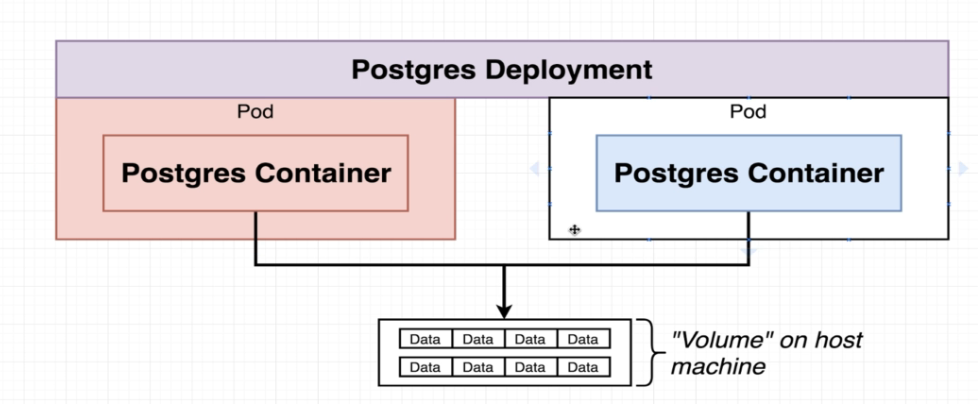 Postgres Deployment
Pod
Pod
Postgres Container
Postgres Container
Data Data Data Data
Data Data Data Data
"Volume" on host
machine